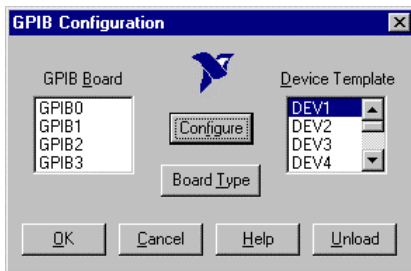 GPIB Configuration
GPIB Board
Device Template
GPIB0
GPIB1
GPIB2
GPIB3
Configure
DEV1
DEV2
DEV3
DEV4
Board Type
OK
Cancel
Help
Unload